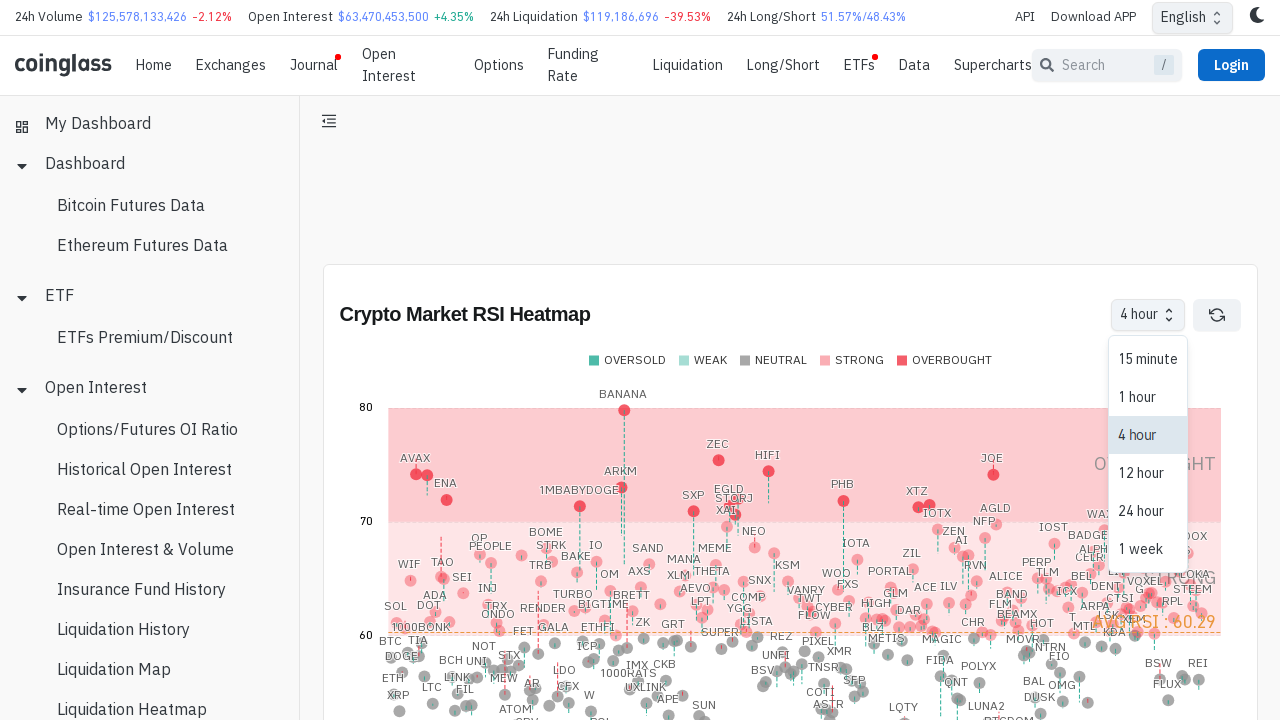 24h Volume $125,578,133,426 -2.12% Open Interest $63,470,453,500 +4.35% 24h Liquidation $119,186,696 -39.53% 24h Long/Short 51.57%/48.43% API Download APP English
coinglass Home Exchanges Journal Open Interest Options Funding Rate Liquidation Long/Short ETFs Data Supercharts Search / Login
My Dashboard
Dashboard
Bitcoin Futures Data
Ethereum Futures Data
ETF
ETFs Premium/Discount
Open Interest
Options/Futures OI Ratio
Historical Open Interest
Real-time Open Interest
Open Interest & Volume
Insurance Fund History
Liquidation History
Liquidation Map
Liquidation Heatmap
Crypto Market RSI Heatmap
4 hour
15 minute
1 hour
4 hour
12 hour
24 hour
1 week
OVERSOLD WEAK NEUTRAL STRONG OVERBOUGHT
80
70
60
BANANA
AVAX
ZEC
HIFI
JOE
ENA
ARKM
1MBABYDOGE
SXP
EGLD
STORJ
XAI
PHB
XTZ
IOTX
AGLD
NFP
BOME
OP
PEOPLE
STRK
IO
SAND
NEO
MEME
IOTA
ZEN
AI
IOST
WIF
TAO
TRB
BAKE
OM
AXS
MANA
XLM
THETA
KSM
ZIL
PORTAL
RVN
PERP
TLM
SEI
INJ
SNX
WOO
FXS
ALICE
BEL
ICX
DENT
VOXEL
STEEM
SOL
ADA
DOT
TRX
ONDO
TURBO
BIGTIME
BRETT
AEVO
LPT
COMP
YGG
VANRY
TWT
FLOW
CYBER
HIGH
GLM
DAR
ACE
ILV
BAND
FLM
BEAMX
ARPA
CTSI
RPL
1000BONK
RENDER
FET
GALA
ETHFI
ZK
GRT
SUPER
LISTA
BLZ
METIS
CHR
HOT
MTL
LSK
KDA
AVG RSI : 60.29
BTC
TIA
DOGE
NOT
STX
ICP
REZ
PIXEL
XMR
MAGIC
MOVR
NTRN
FIO
ETH
BCH
UNI
LINK
MEW
LDO
IMX
CKB
1000RATS
UNFI
BSV
TNSR
FIDA
POLYX
BSW
REI
XRP
LTC
FIL
AR
CFX
W
UXLINK
APE
SFP
QNT
BAL
OMG
FLUX
ATOM
SUN
COTI
ASTR
LQTY
LUNA2
DUSK
BTCDOM